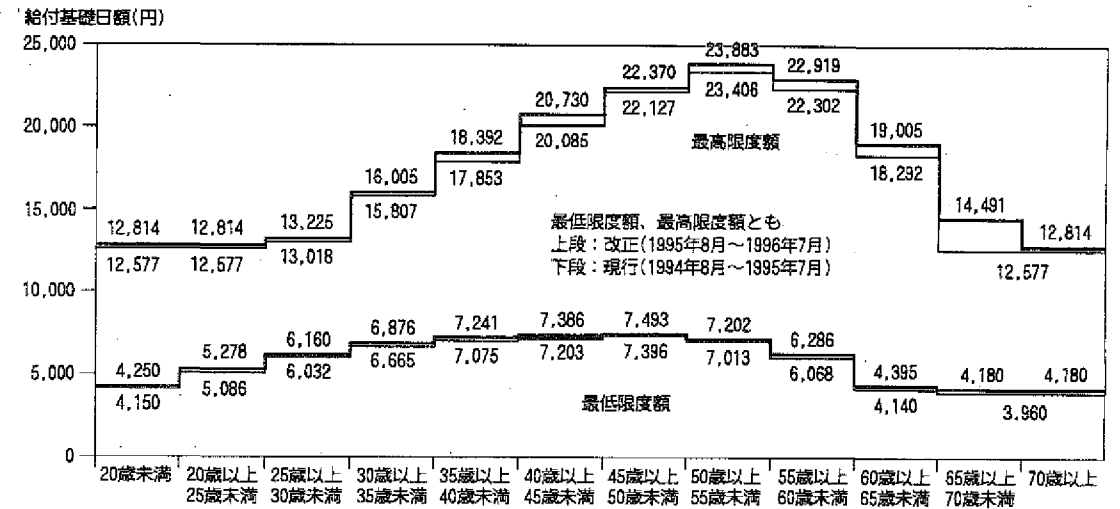 給付基礎日額(円)
25,000
20,000
15,000
10,000
5,000
0
12,814 12,814 13,225 16,005 18,392 20,730 22,370 23,883 22,919 19,005 14,491 12,814
12,577 12,577 13,018 15,807 17,853 20,085 22,127 23,406 22,302 18,292 12,577
最高限度額
最低限度額、最高限度額とも
上段：改正(1995年8月～1996年7月)
下段：現行(1994年8月～1995年7月)
4,250 5,278 6,160 6,876 7,241 7,386 7,493 7,202 6,286 4,395 4,180 4,780
4,150 5,086 6,032 6,665 7,075 7,203 7,396 7,013 6,068 4,140 3.960
最低限度額
20歳未満 20歳以上 25歳以上 30歳以上 35歳以上 40歳以上 45歳以上 50歳以上 55歳以上 60歳以上 65歳以上 70歳以上
25歳未満 30歳未満 35歳未満 40歳未満 45歳未満 50歳未満 55歳未満 60歳未満 65歳未満 70歳未満